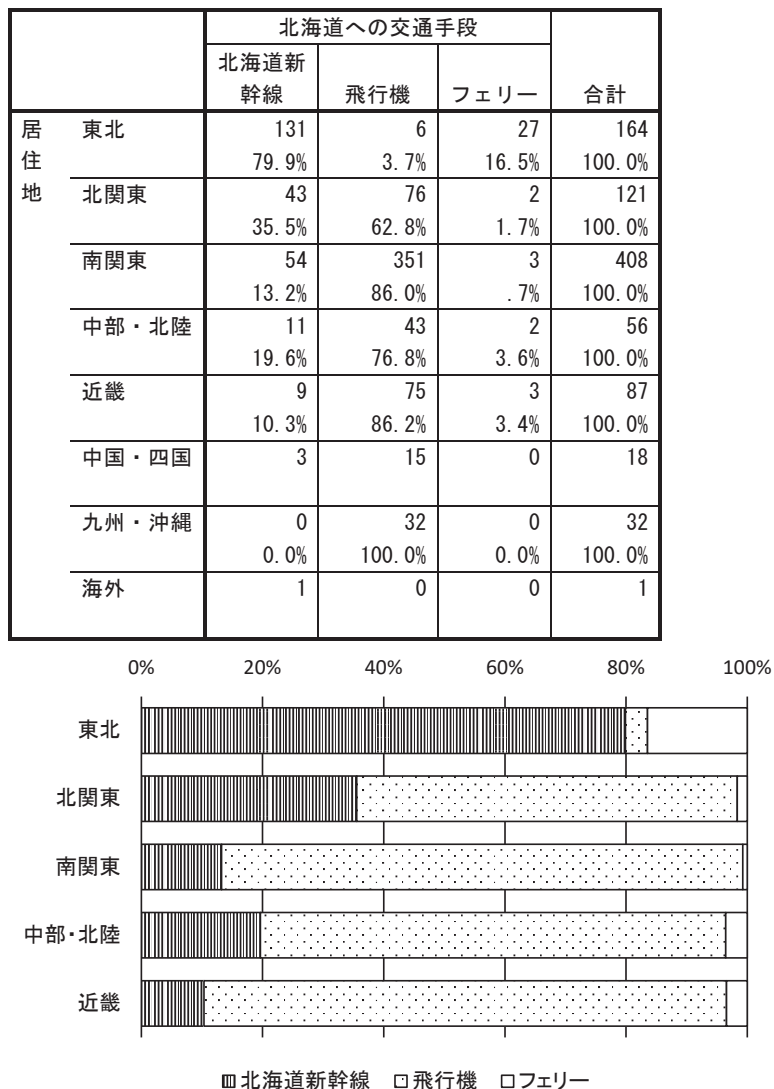 北海道への交通手段
北海道新
幹線 飛行機 フェリー 合計
居 東北 131 6 27 164
住 79.9% 3.7% 16.5% 100.0%
地 北関東 43 76 2 121
35.5% 62.8% 1.7% 100.0%
南関東 54 351 3 408
13.2% 86.0% .7% 100.0%
中部・北陸 11 43 2 56
19.6% 76.8% 3.6% 100.0%
近畿 9 75 3 87
10.3% 86.2% 3.4% 100.0%
中国・四国 3 15 0 18
九州・沖縄 0 32 0 32
0.0% 100.0% 0.0% 100.0%
海外 1 0 0 1
0% 20% 40% 60% 80% 100%
東北
北関東
南関東
中部・北陸
近畿
北海道新幹線 飛行機 フェリー